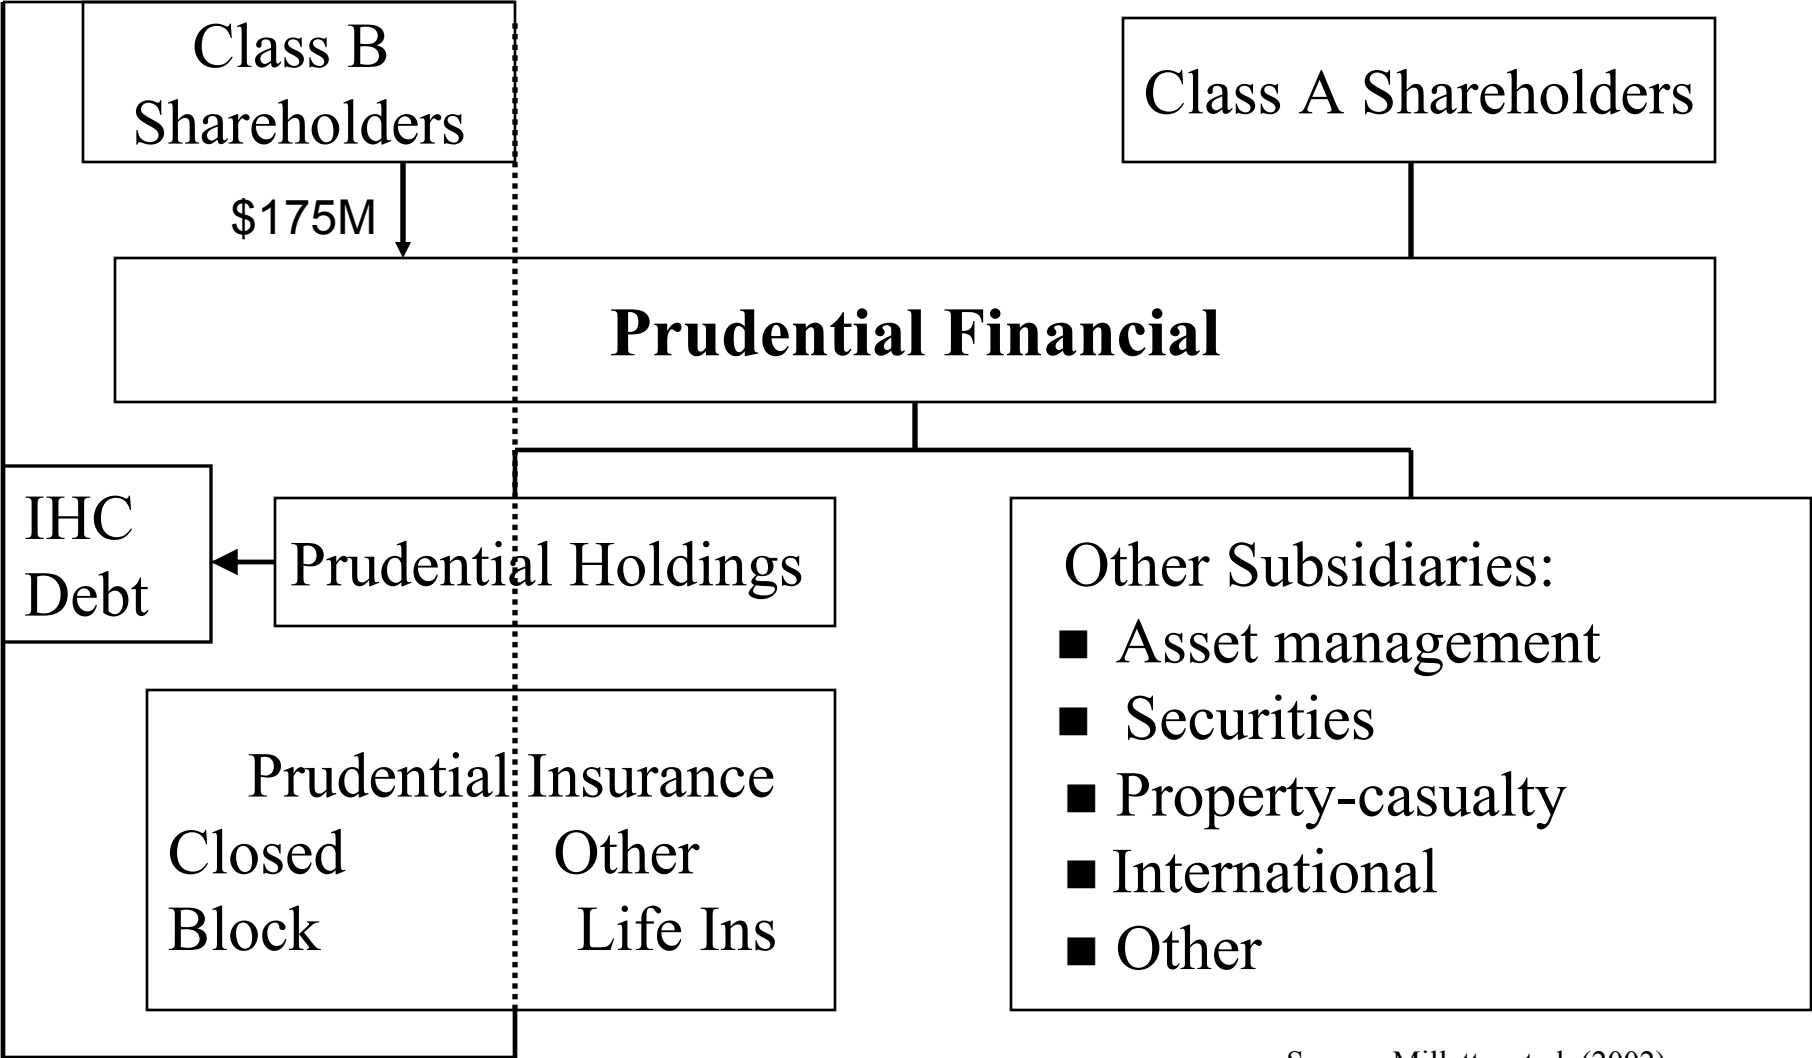 Class B
Shareholders
Class A Shareholders
$175M
Prudential Financial
IHC
Debt
Prudential Holdings
Other Subsidiaries:
■ Asset management
■ Securities
■ Property-casualty
■ International
■ Other
Prudential Insurance
Closed Other
Block Life Ins
(2002)